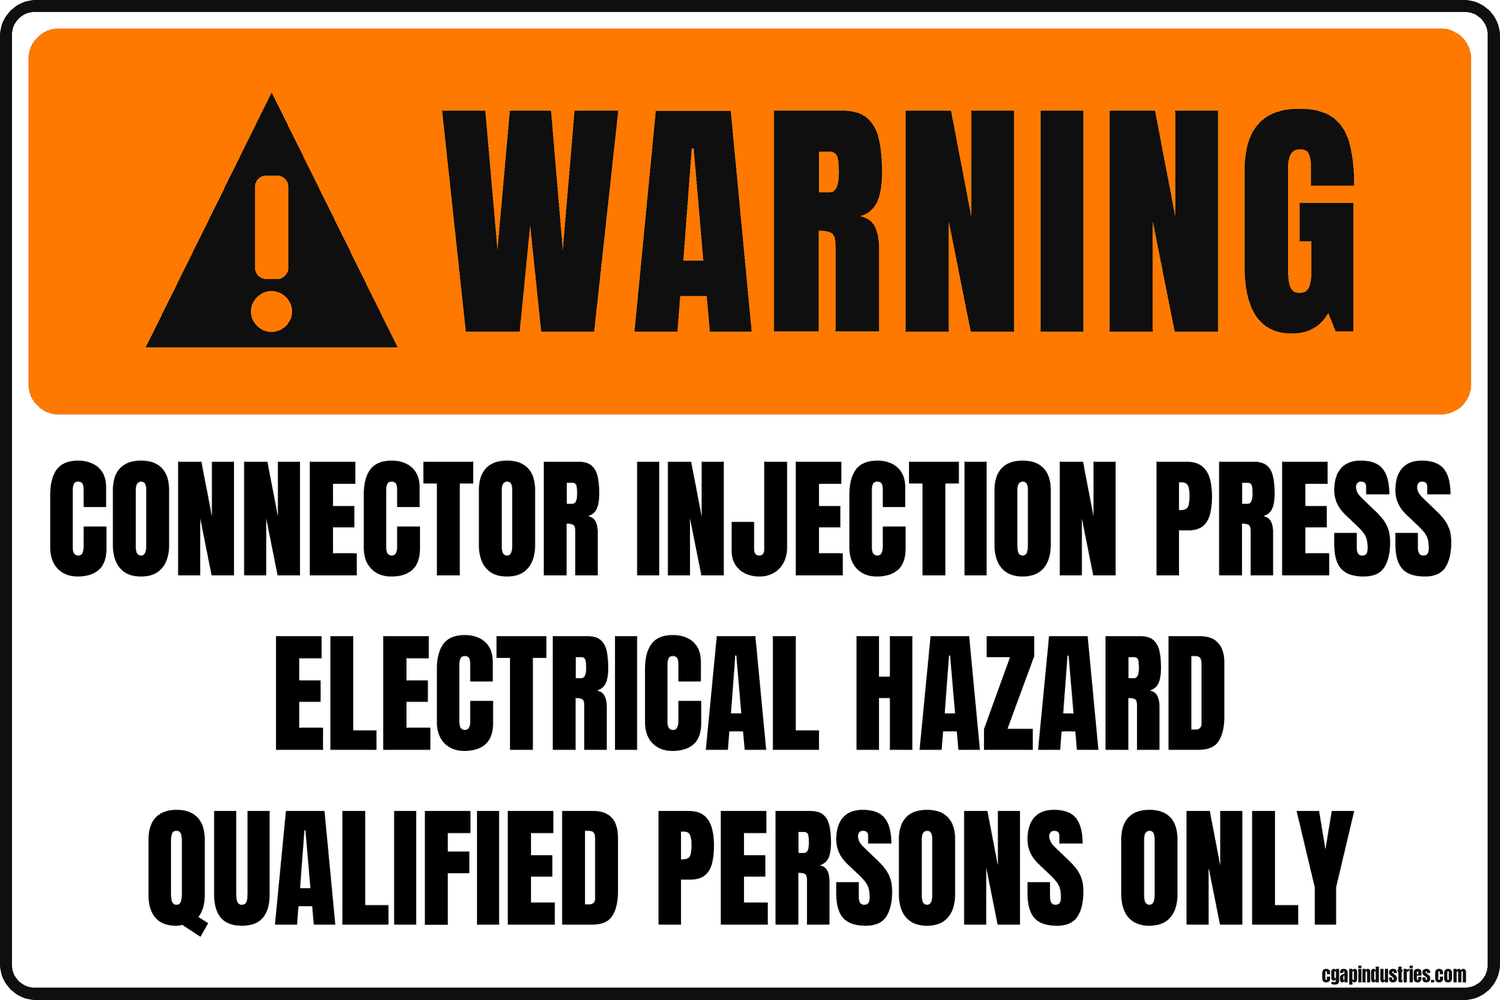 WARNING
CONNECTOR INJECTION PRESS
ELECTRICAL HAZARD
QUALIFIED PERSONS ONLY
cgapindustries.com